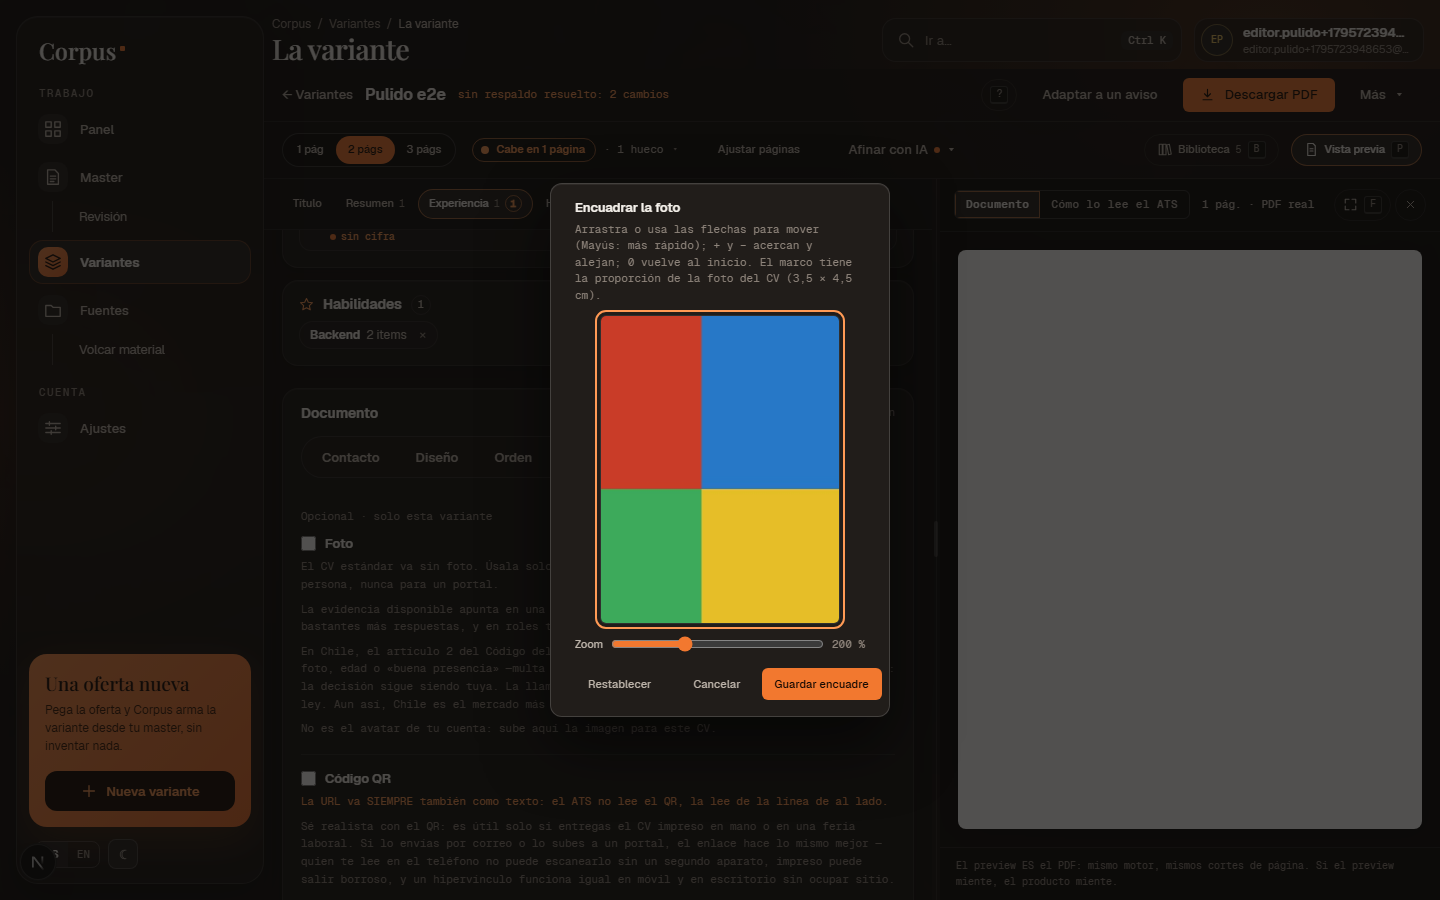 Corpus
TRABAJO
Panel
Master
Revisión
Variantes
Fuentes
Volcar material
CUENTA
Ajustes
Una oferta nueva
Pega la oferta y Corpus arma la
variante desde tu master, sin
inventar nada.
+ Nueva variante
EN
Corpus / Variantes / La variante
La variante
Ir a...
Ctrl K
EP
editor.pulido+179572394...
editor.pulido+1795723948653@...
← Variantes
Pulido e2e
sin respaldo resuelto: 2 cambios
?
Adaptar a un aviso
Descargar PDF
Más
1 pág
2 págs
3 págs
Cabe en 1 página
· 1 hueco
Ajustar páginas
Afinar con IA
Biblioteca 5 B
Vista previa P
Título
Resumen 1
Experiencia 1 1
sin cifra
Habilidades 1
Backend 2 items ×
Documento
Contacto
Diseño
Orden
Opcional · solo esta variante
Foto
El CV estándar va sin foto. Úsala solo
persona, nunca para un portal.
La evidencia disponible apunta en una
bastantes más respuestas, y en roles
En Chile, el artículo 2 del Código del
foto, edad o «buena presencia» —multa
la decisión sigue siendo tuya. La
ley. Aun así, Chile es el mercado más
No es el avatar de tu cuenta: sube aquí la imagen para este CV.
Código QR
La URL va SIEMPRE también como texto: el ATS no lee el QR, la lee de la línea de al lado.
Sé realista con el QR: es útil solo si entregas el CV impreso en mano o en una feria
laboral. Si lo envías por correo o lo subes a un portal, el enlace hace lo mismo mejor —
quien te lee en el teléfono no puede escanearlo sin un segundo aparato, impreso puede
salir borroso, y un hipervínculo funciona igual en móvil y en escritorio sin ocupar sitio.
Encuadrar la foto
Arrastra o usa las flechas para mover
(Mayús: más rápido); + y − acercan y
alejan; 0 vuelve al inicio. El marco tiene
la proporción de la foto del CV (3,5 × 4,5
cm).
Zoom
200 %
Restablecer
Cancelar
Guardar encuadre
Documento
Cómo lo lee el ATS
1 pág. · PDF real
F
×
El preview ES el PDF: mismo motor, mismos cortes de página. Si el preview
miente, el producto miente.